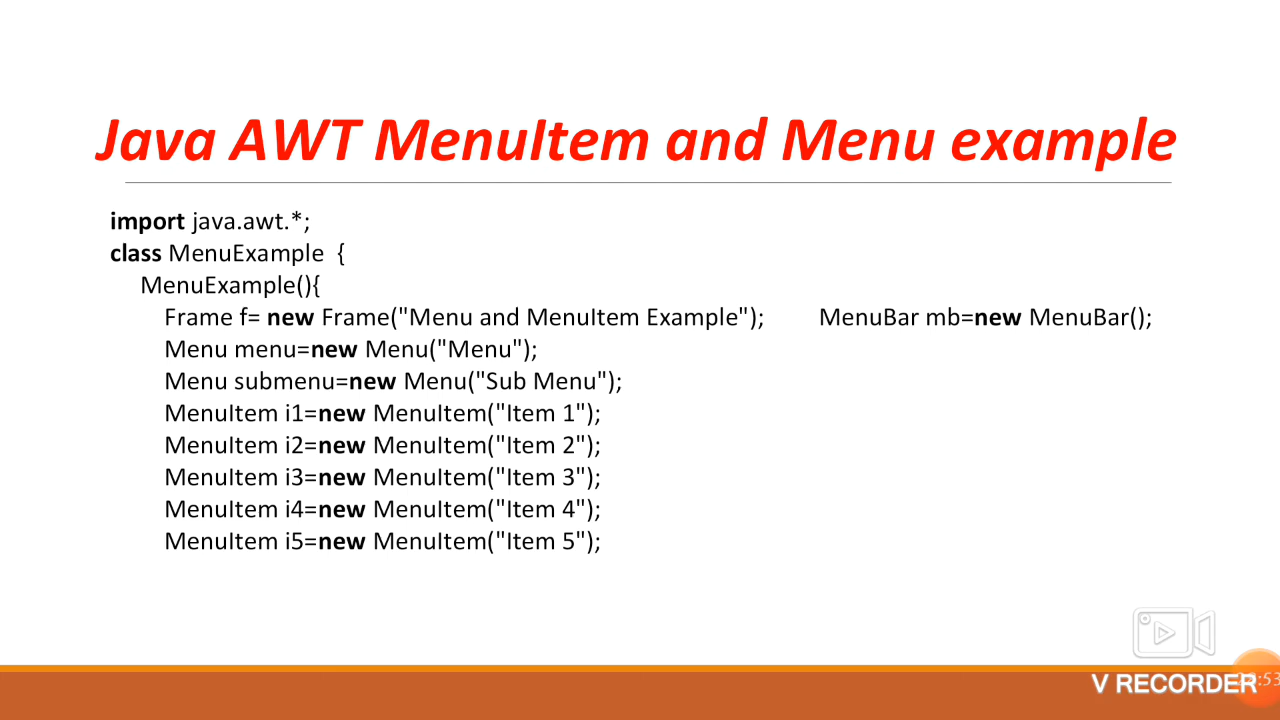 Java AWT MenuItem and Menu example
import java.awt.*;
class MenuExample {
MenuExample(){
Frame f= new Frame("Menu and MenuItem Example"); MenuBar mb=new MenuBar();
Menu menu=new Menu("Menu");
Menu submenu=new Menu("Sub Menu");
MenuItem i1=new MenuItem("Item 1");
MenuItem i2=new MenuItem("Item 2");
MenuItem i3=new MenuItem("Item 3");
MenuItem i4=new MenuItem("Item 4");
MenuItem i5=new MenuItem("Item 5");
V RECORDER